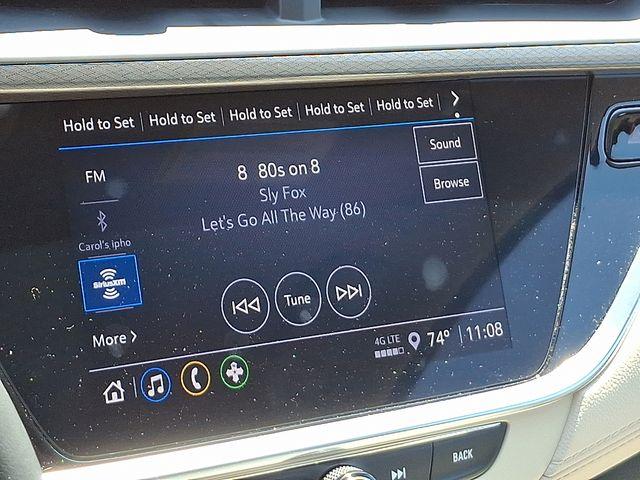 Hold to Set Hold to Set Hold to Set Hold to Set Hold to Set
FM
8 80s on 8
Sound
Sly Fox
Browse
Let's Go All The Way (86)
Carol's ipho
SiriusXM
Tune
More
4G LTE
74° 11:08
BACK